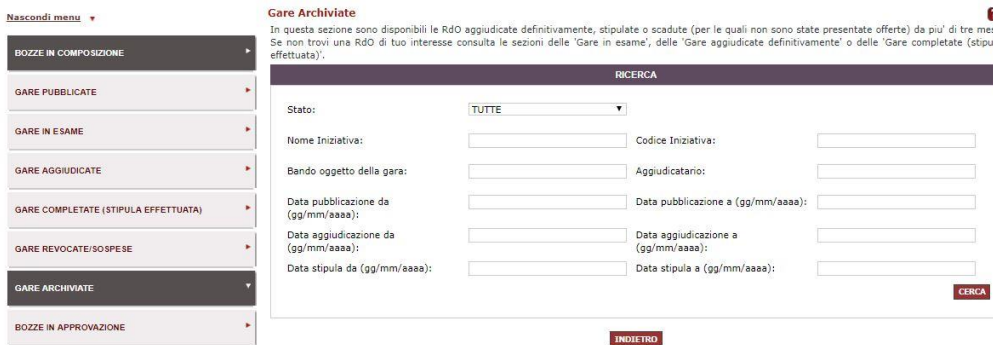 Nascondi menu
BOZZE IN COMPOSIZIONE
GARE PUBBLICATE
GARE IN ESAME
GARE AGGIUDICATE
GARE COMPLETATE (STIPULA EFFETTUATA)
GARE REVOCATE/SOSPESE
GARE ARCHIVIATE
BOZZE IN APPROVAZIONE
Gare Archiviate
In questa sezione sono disponibili le RdO aggiudicate definitivamente, stipulate o scadute (per le quali non sono state presentate offerte) da piu' di tre
Se non trovi una RdO di tuo interesse consulta le sezioni delle 'Gare in esame', delle 'Gare aggiudicate definitivamente' o delle 'Gare completate
effettuata)'.
RICERCA
Stato: TUTTE
Nome Iniziativa: Codice Iniziativa:
Bando oggetto della gara: Aggiudicatario:
Data pubblicazione da Data pubblicazione a (gg/mm/aaaa):
(gg/mm/aaaa):
Data aggiudicazione da Data aggiudicazione a
(gg/mm/aaaa): (gg/mm/aaaa):
Data stipula da (gg/mm/aaaa): Data stipula a (gg/mm/aaaa):
CERCA
INDIETRO